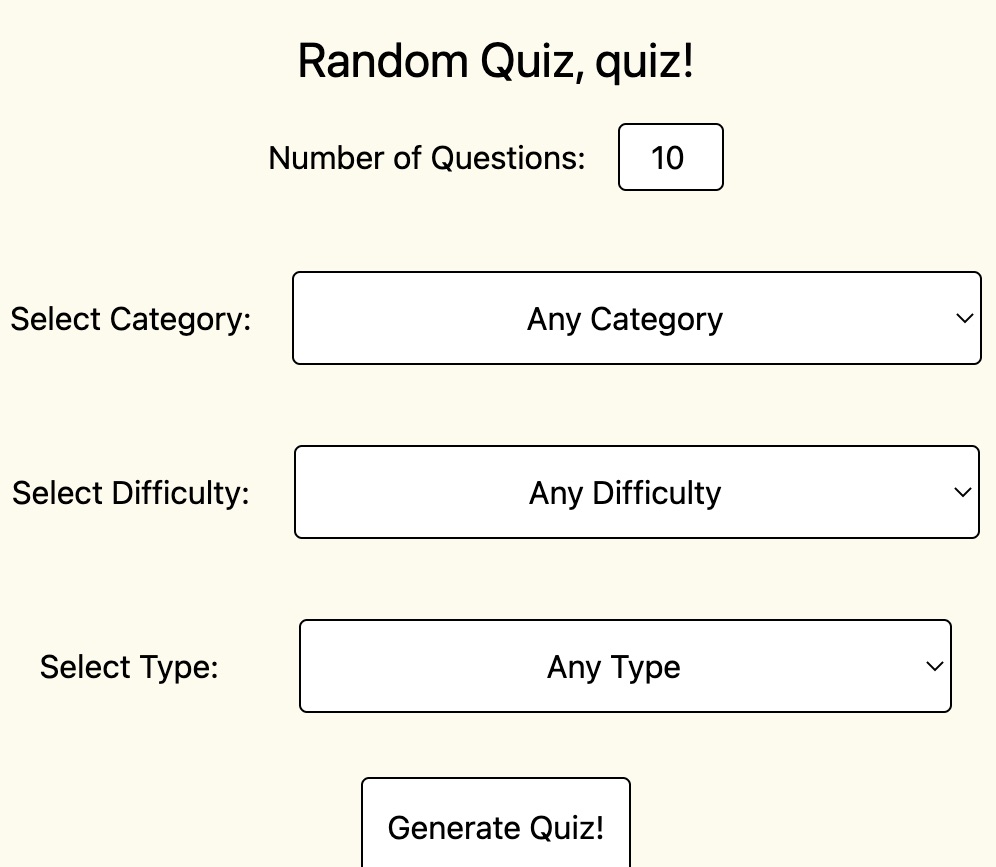 Random Quiz, quiz!
Number of Questions: 10
Select Category: Any Category
Select Difficulty: Any Difficulty
Select Type: Any Type
Generate Quiz!